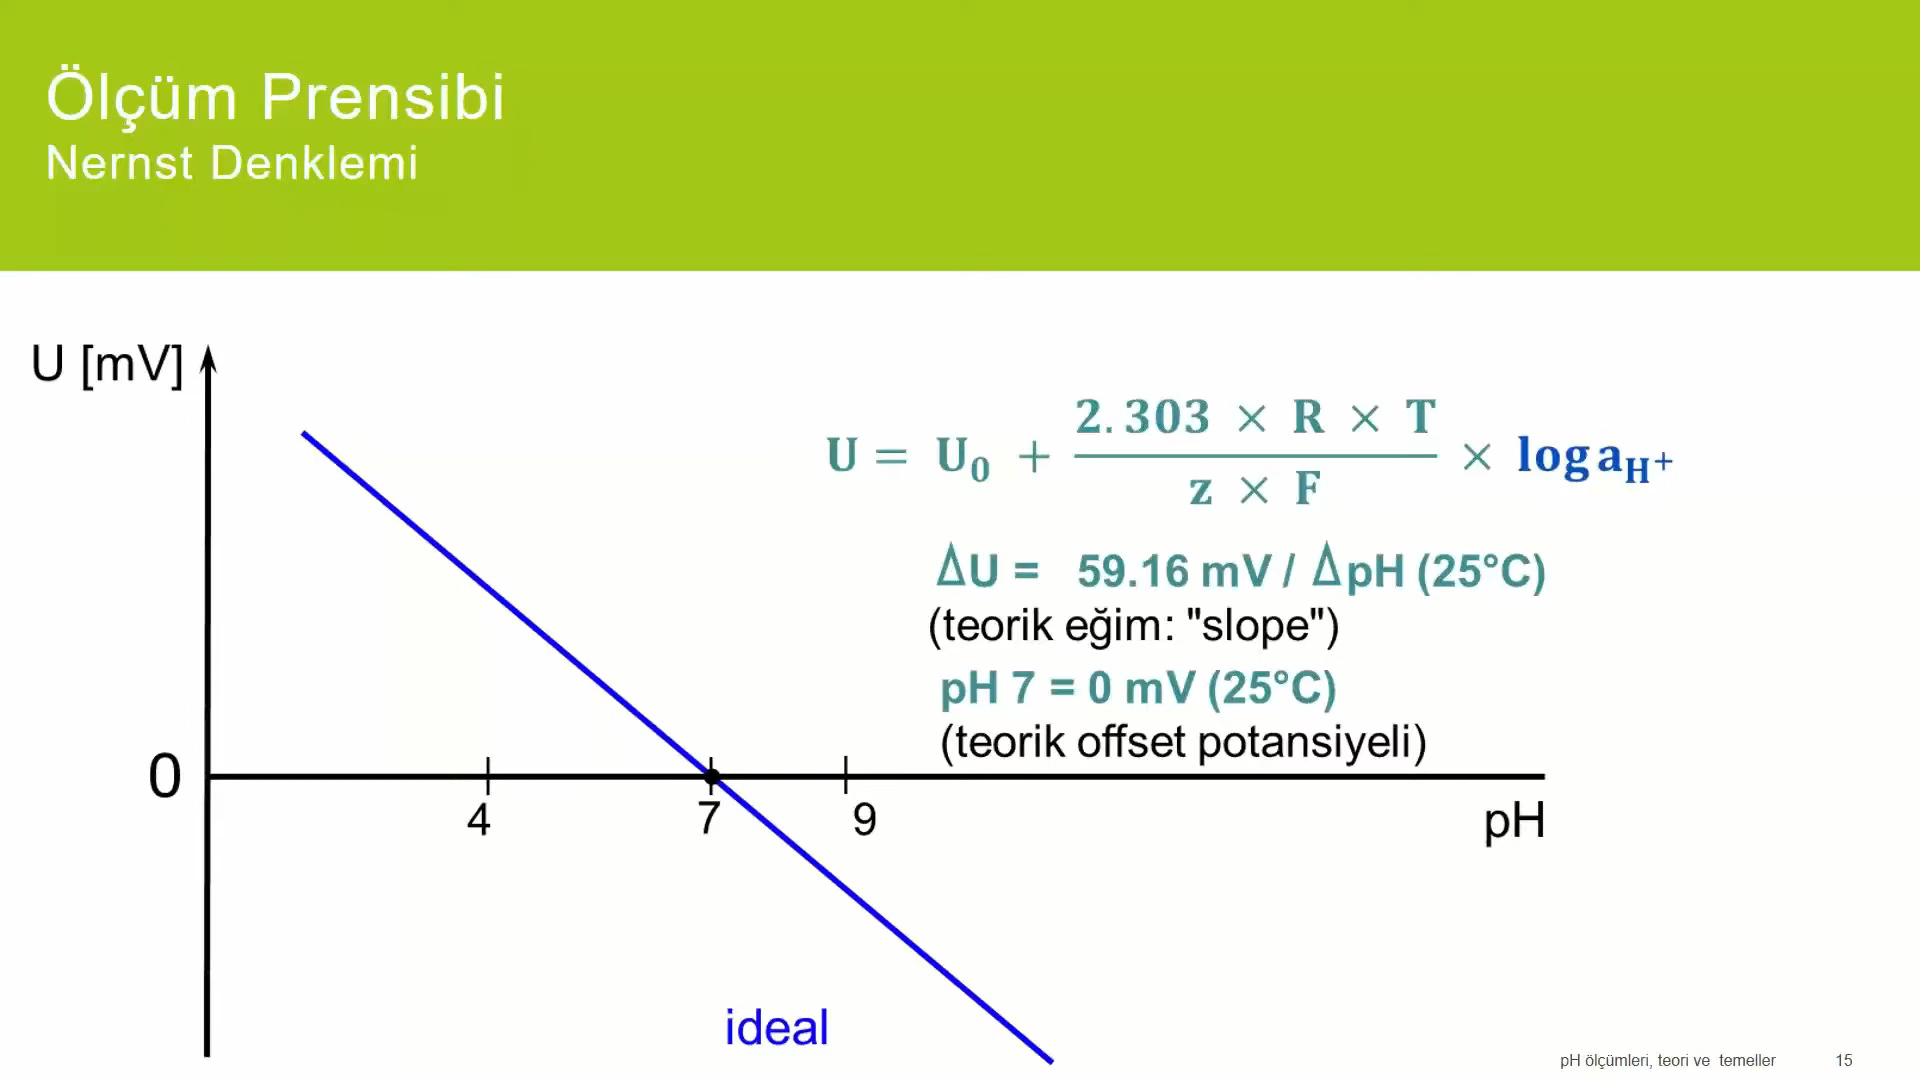 Ölçüm Prensibi
Nernst Denklemi
U [mV]
U = U₀ + (2.303 × R × T) / (z × F) × log a_H⁺
ΔU = 59.16 mV / ΔpH (25°C)
(teorik eğim: "slope")
pH 7 = 0 mV (25°C)
(teorik offset potansiyeli)
0
4 7 9 pH
ideal
pH ölçümleri, teori ve temeller 15